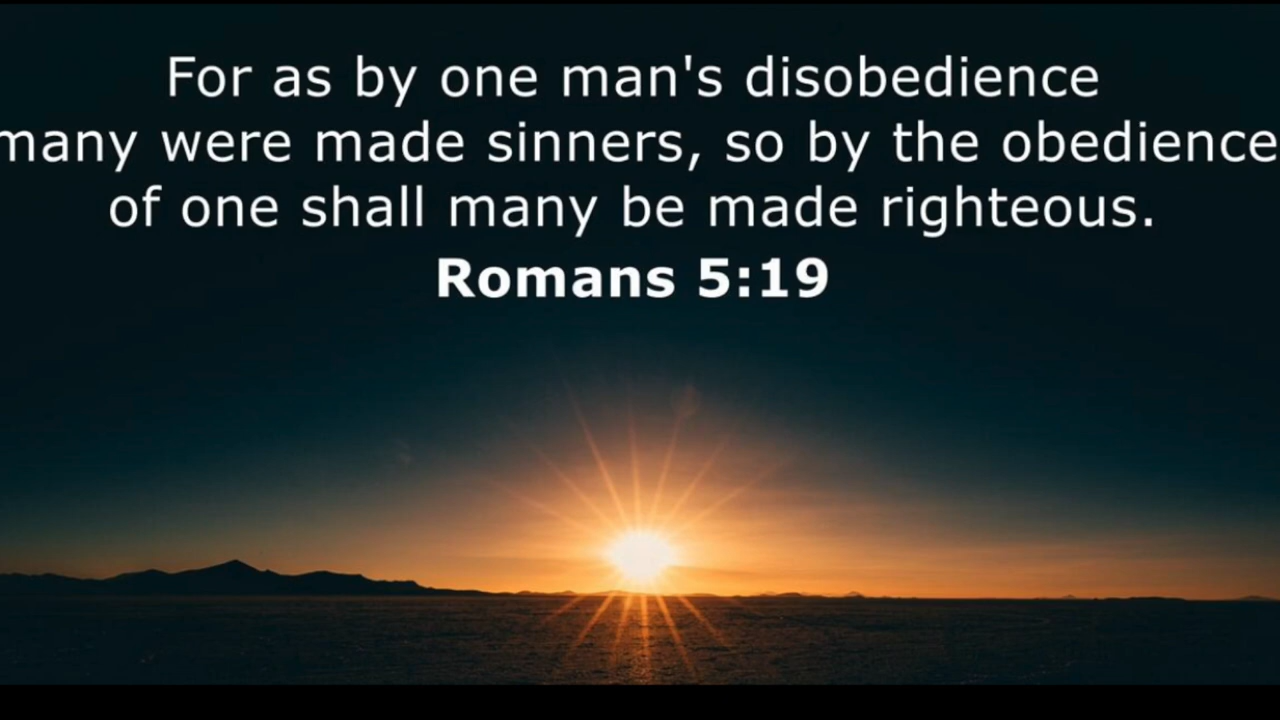 For as by one man's disobedience
many were made sinners, so by the obedience
of one shall many be made righteous.
Romans 5:19